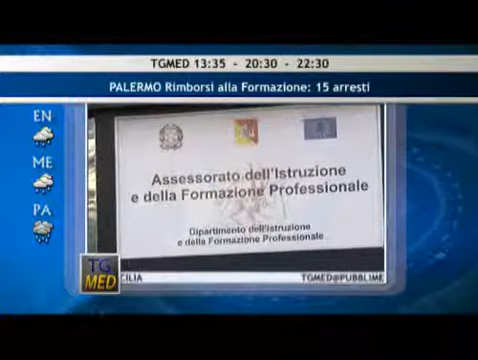 TGMED 13:35 - 20:30 - 22:30
PALERMO Rimborsi alla Formazione: 15 arresti
EN
ME
PA
Assessorato dell'Istruzione
e della Formazione Professionale
Dipartimento dell'Istruzione
e della Formazione Professionale
TG
MED
CILIA
TGMED@PUBBLIME